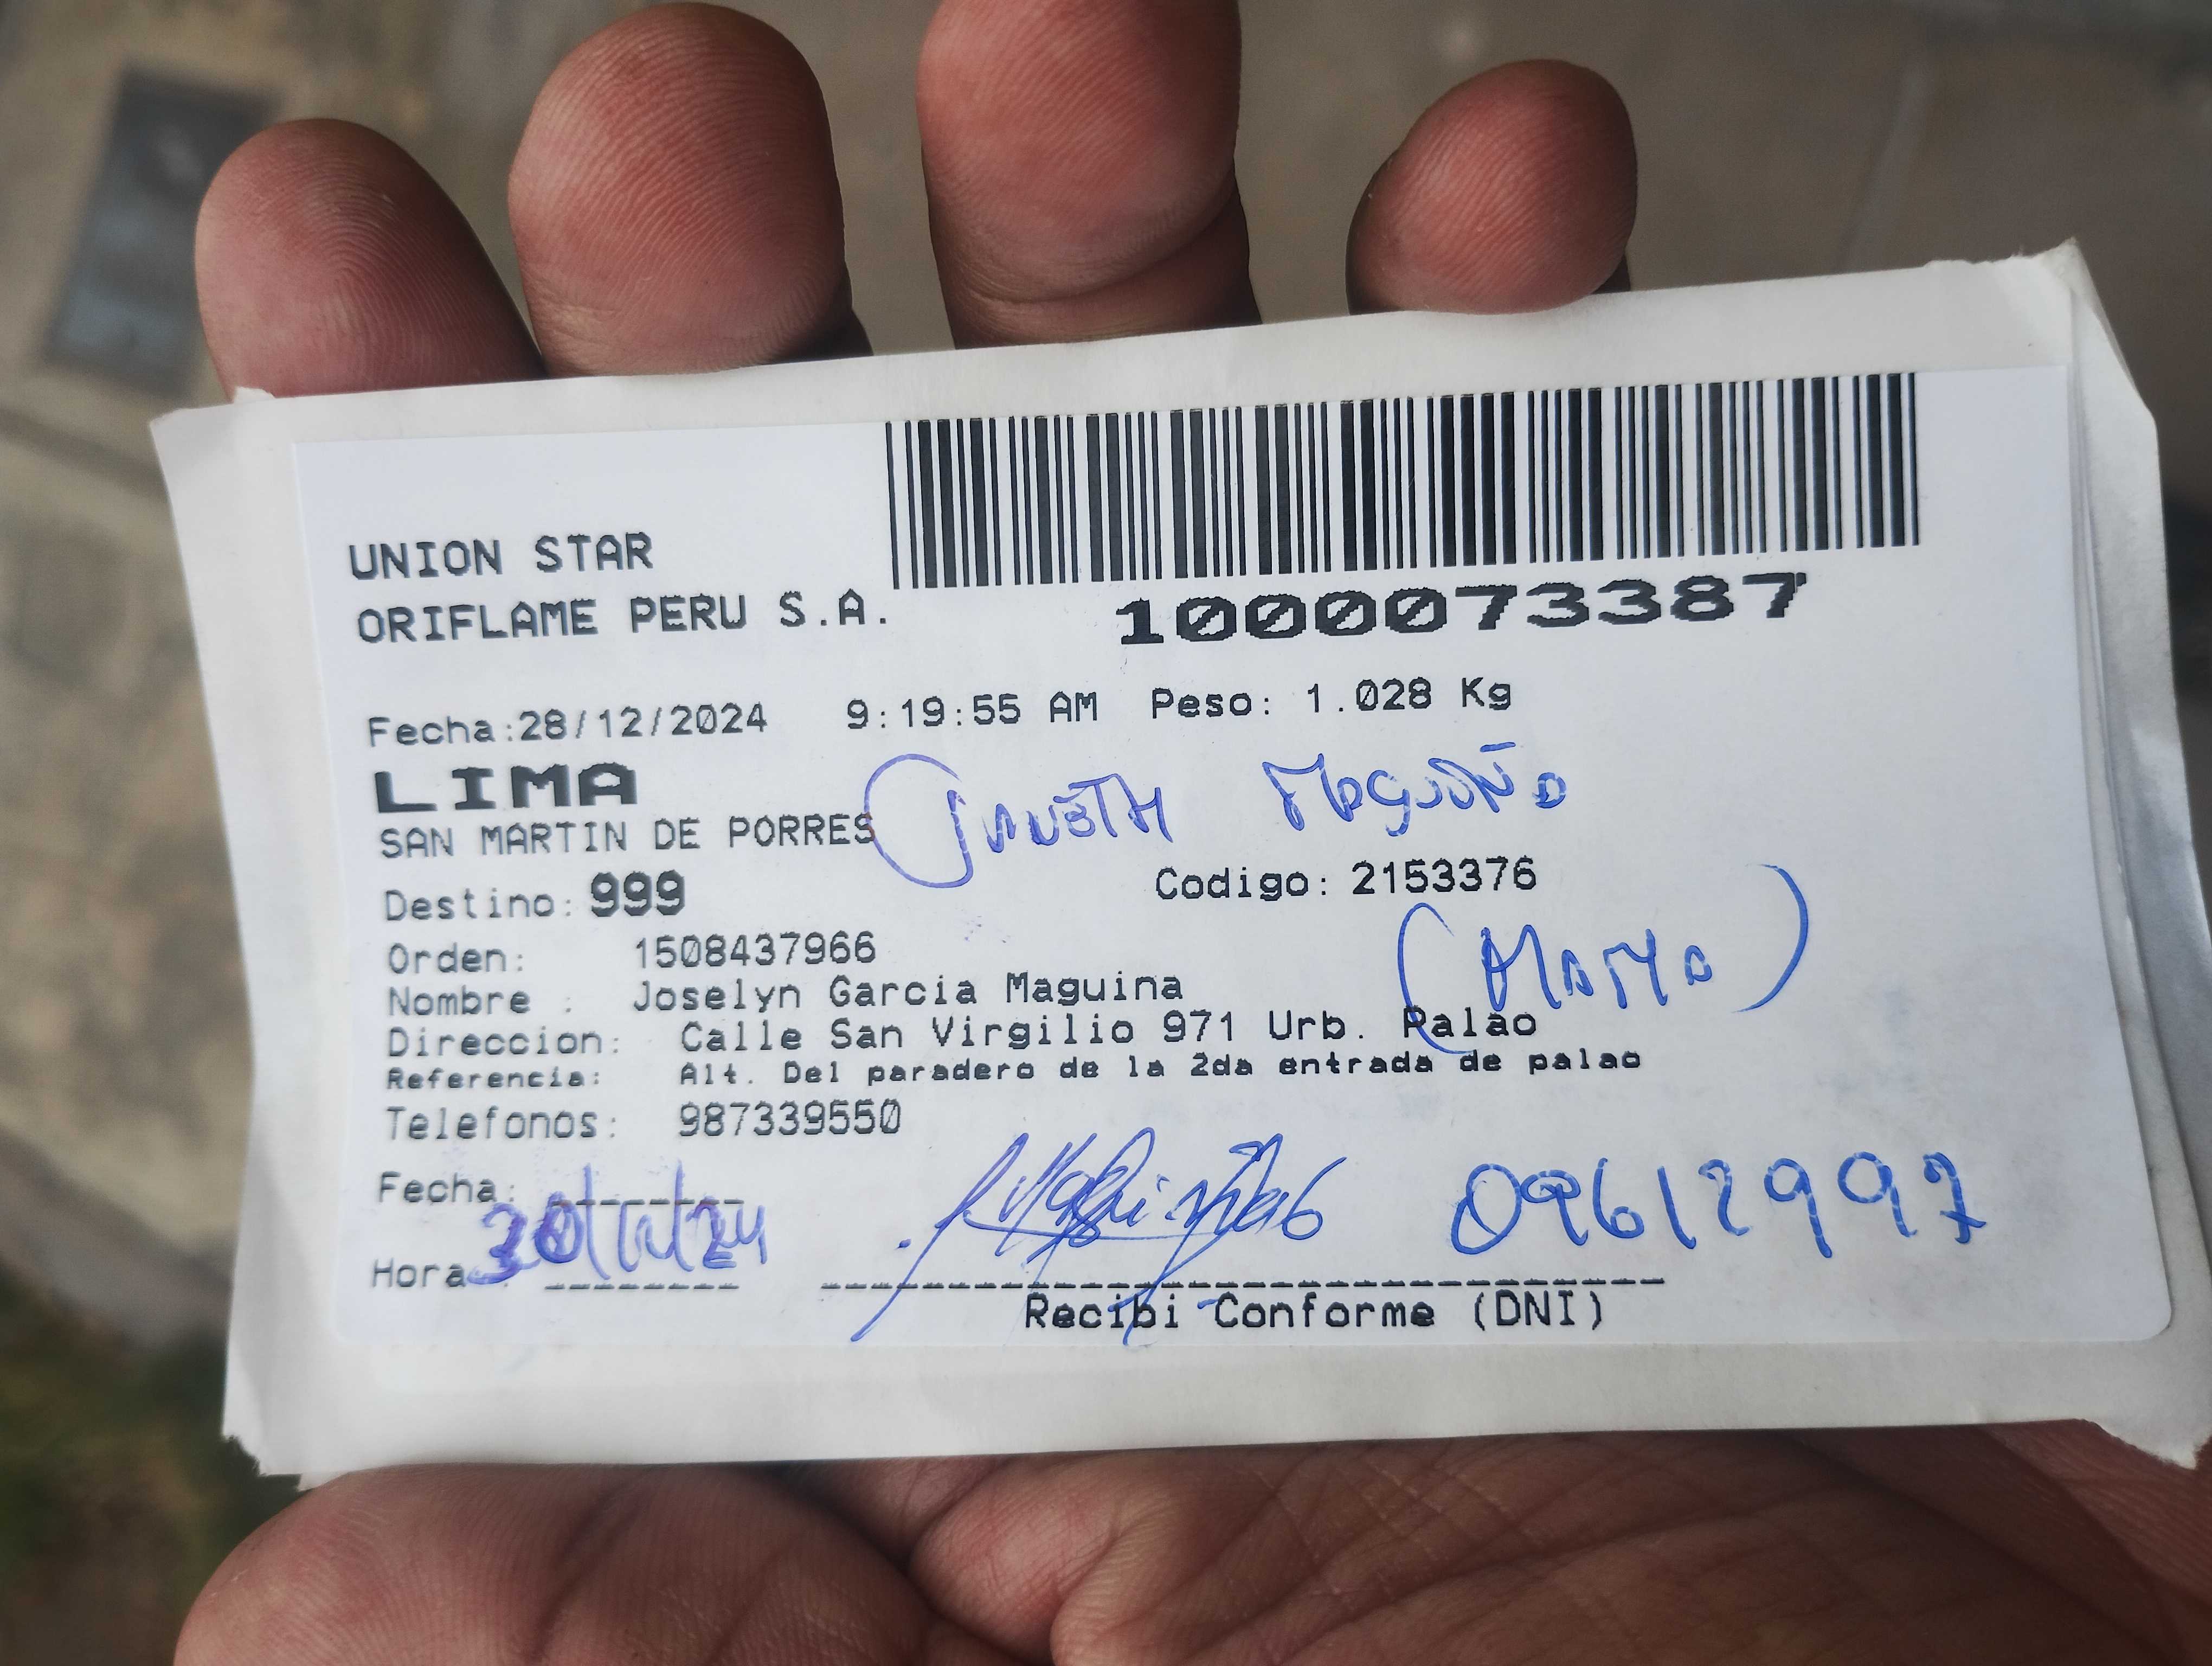 UNION STAR
ORIFLAME PERU S.A.
1000073387
Fecha:28/12/2024 9:19:55 AM Peso: 1.028 Kg
LIMA
SAN MARTIN DE PORRES
Destino: 999
Codigo: 2153376
Orden: 1508437966
(MAMA)
Nombre : Joselyn Garcia Maguina
Direccion: Calle San Virgilio 971 Urb. Palao
Referencia: Alt. Del paradero de la 2da entrada de palao
Telefonos: 987339550
Fecha:
09612997
Hora:
Recibi Conforme (DNI)